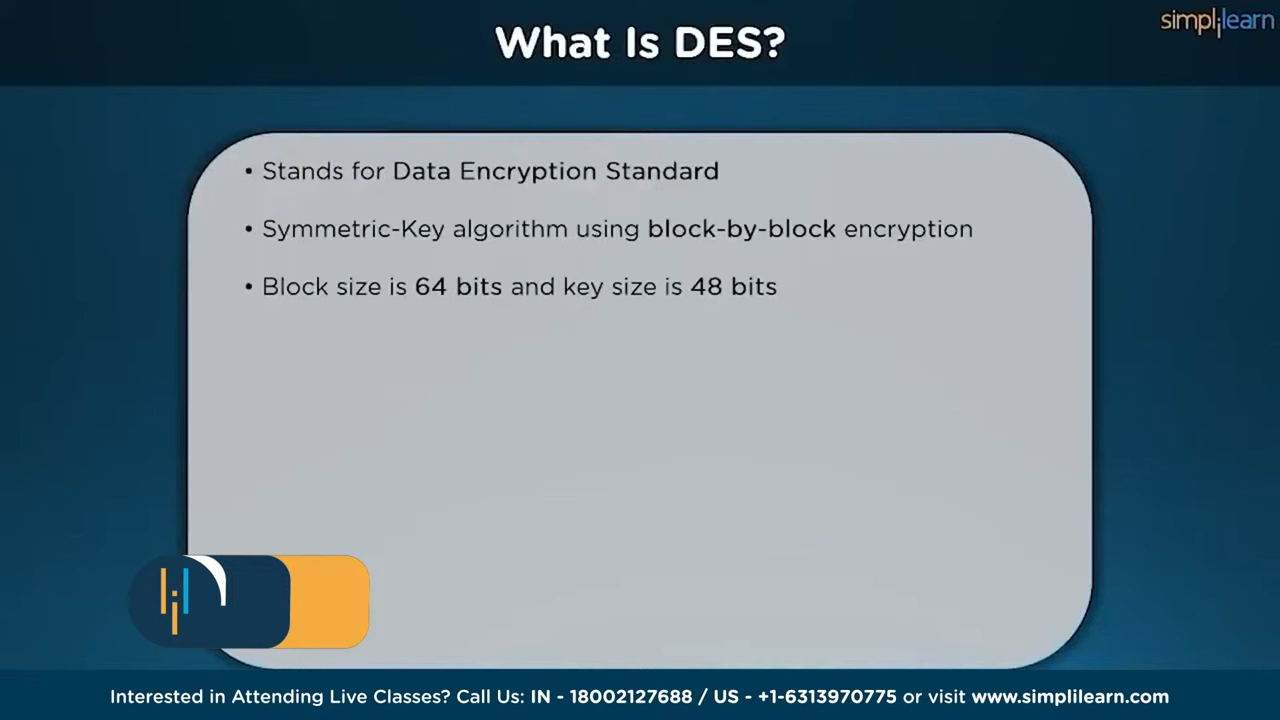 simplilearn
What Is DES?
• Stands for Data Encryption Standard
• Symmetric-Key algorithm using block-by-block encryption
• Block size is 64 bits and key size is 48 bits
Interested in Attending Live Classes? Call Us: IN - 18002127688 / US - +1-6313970775 or visit www.simplilearn.com